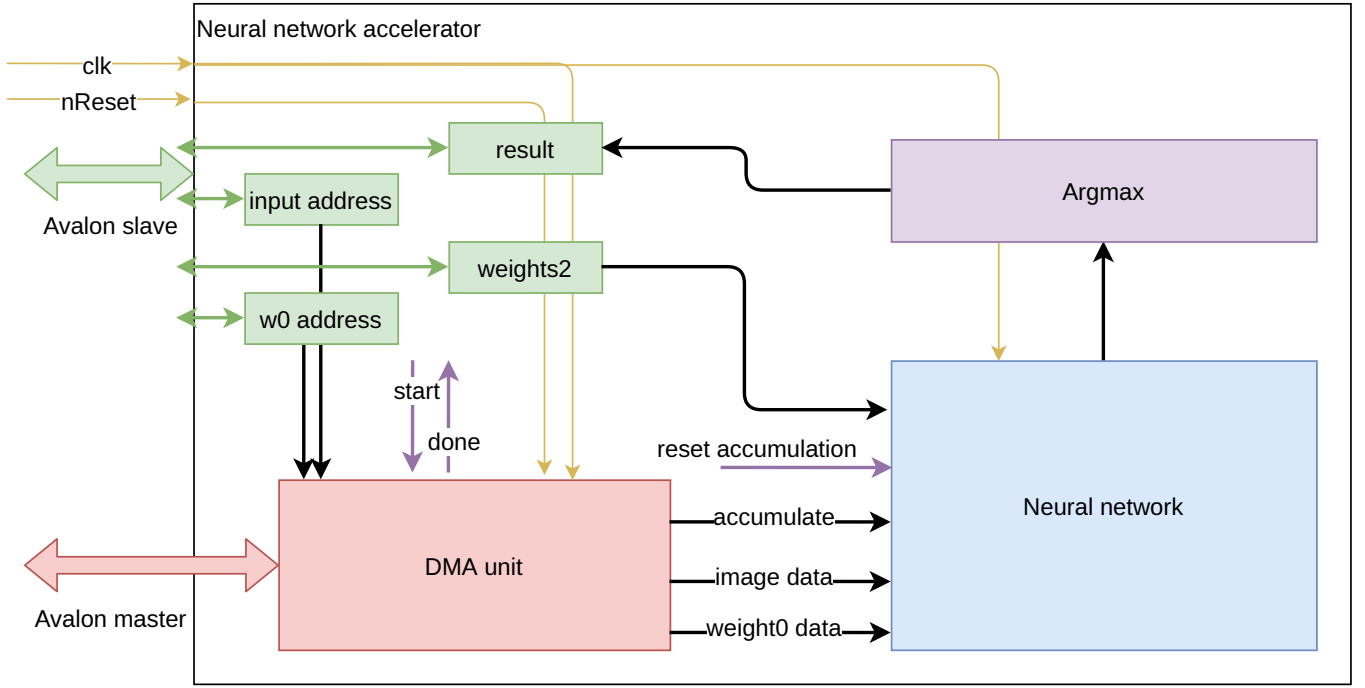 Neural network accelerator
clk
nReset
result
Argmax
input address
Avalon slave
weights2
w0 address
start
done
reset accumulation
accumulate
Neural network
DMA unit
image data
Avalon master
weight0 data